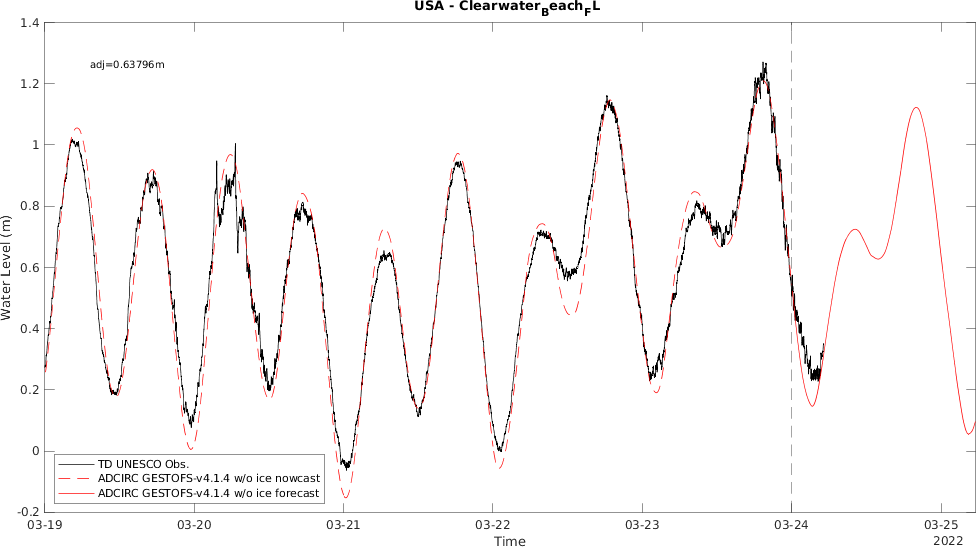 USA - Clearwater_Beach_FL
adj=0.63796m
Water Level (m)
1.4
1.2
1
0.8
0.6
0.4
0.2
0
-0.2
TD UNESCO Obs.
ADCIRC GESTOFS-v4.1.4 w/o ice nowcast
ADCIRC GESTOFS-v4.1.4 w/o ice forecast
03-19 03-20 03-21 03-22 03-23 03-24 03-25
Time 2022